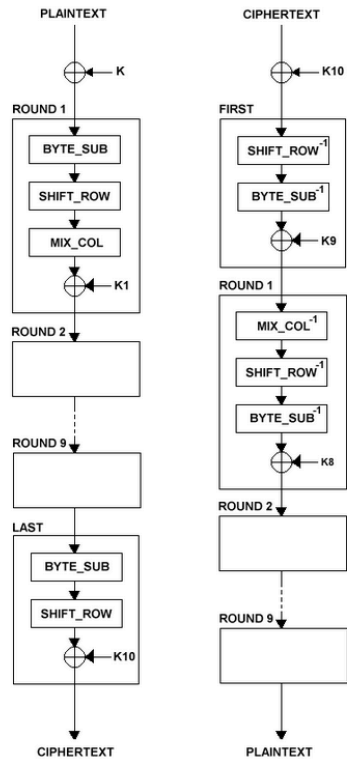 PLAINTEXT
K
ROUND 1
BYTE_SUB
SHIFT_ROW
MIX_COL
K1
ROUND 2
ROUND 9
LAST
BYTE_SUB
SHIFT_ROW
K10
CIPHERTEXT
CIPHERTEXT
K10
FIRST
SHIFT_ROW-1
BYTE_SUB-1
K9
ROUND 1
MIX_COL-1
SHIFT_ROW-1
BYTE_SUB-1
K8
ROUND 2
ROUND 9
PLAINTEXT